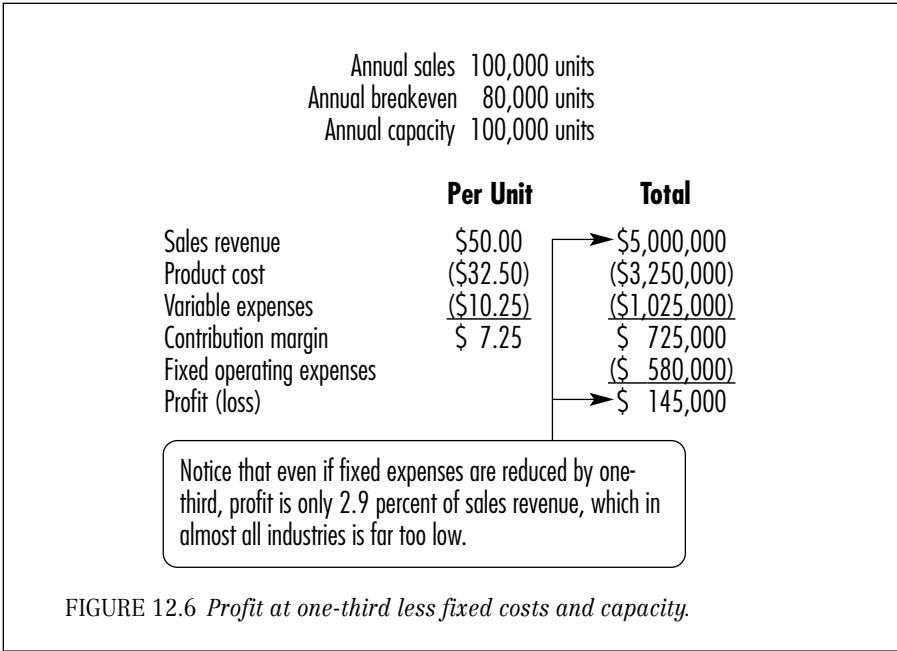 Annual sales 100,000 units
Annual breakeven 80,000 units
Annual capacity 100,000 units
Per Unit Total
Sales revenue $50.00 $5,000,000
Product cost ($32.50) ($3,250,000)
Variable expenses ($10.25) ($1,025,000)
Contribution margin $ 7.25 $ 725,000
Fixed operating expenses ($ 580,000)
Profit (loss) $ 145,000
Notice that even if fixed expenses are reduced by one-
third, profit is only 2.9 percent of sales revenue, which in
almost all industries is far too low.
FIGURE 12.6 Profit at one-third less fixed costs and capacity.